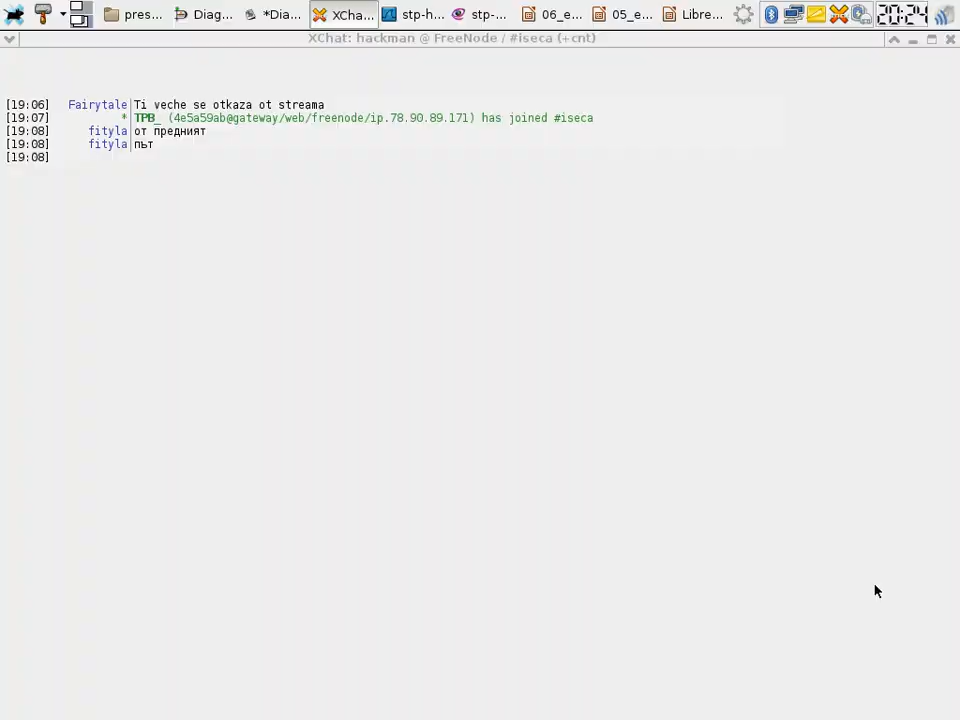 pres...
Diag...
*Dia...
XCha...
stp-h...
stp-...
06_e...
05_e...
Libre...
20:24
XChat: hackman @ FreeNode / #iseca (+cnt)
[19:06] Fairytale Ti veche se otkaza ot streama
[19:07] * TPB_ (4e5a59ab@gateway/web/freenode/ip.78.90.89.171) has joined #iseca
[19:08] fityla от предният
[19:08] fityla път
[19:08]